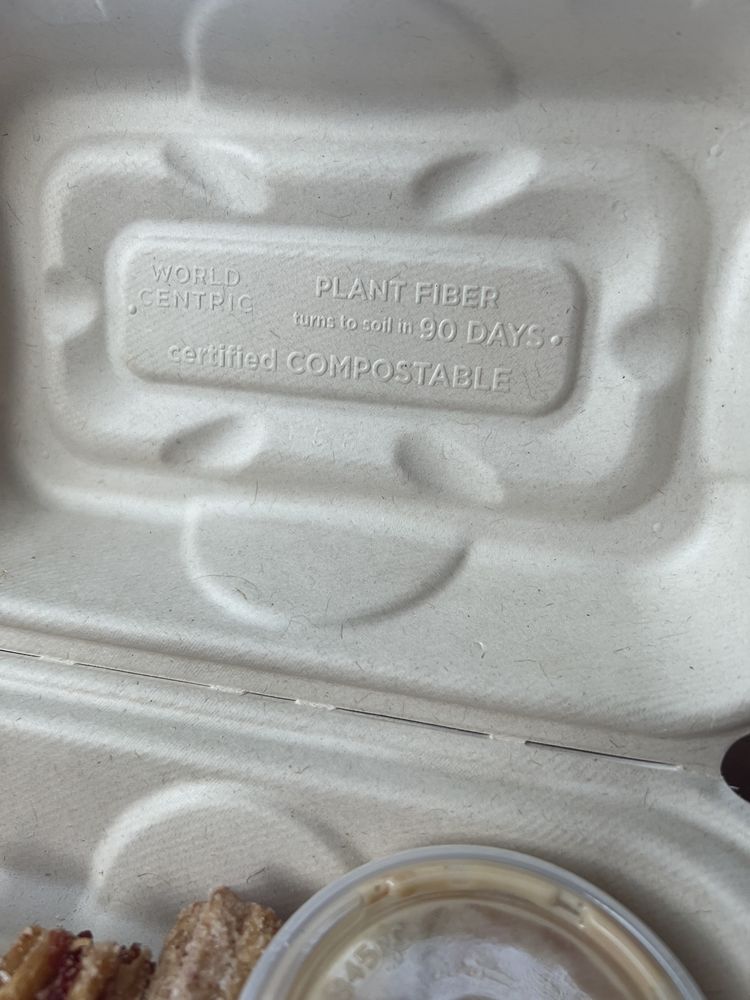 WORLD
CENTRIC
PLANT FIBER
turns to soil in 90 DAYS
certified COMPOSTABLE